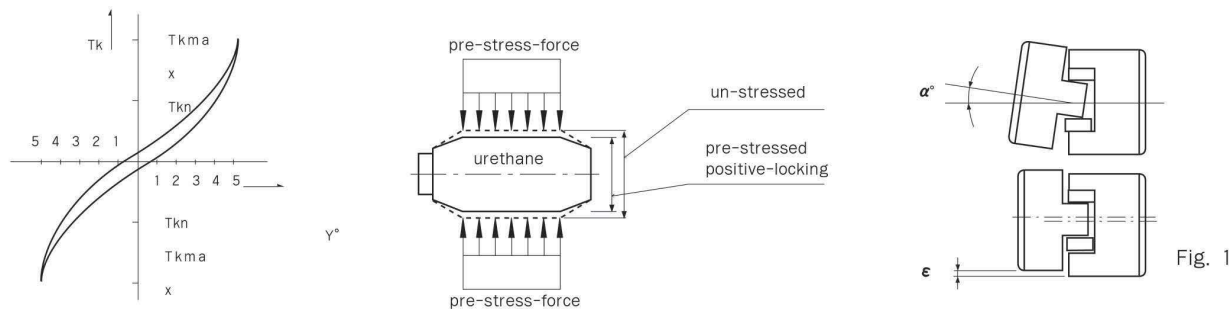 Tk
Tkma
x
Tkn
5 4 3 2 1
1 2 3 4 5
Tkn
Tkma
x
Y°
pre-stress-force
un-stressed
urethane
pre-stressed
positive-locking
pre-stress-force
α°
ε
Fig. 1